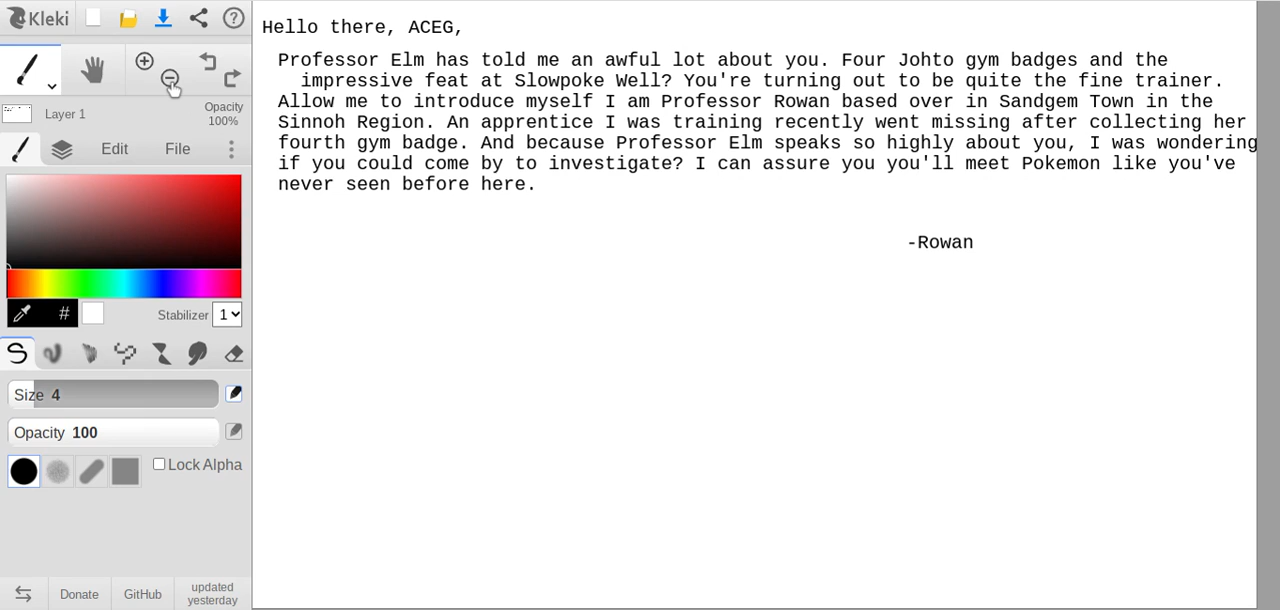 Kleki
Hello there, ACEG,
Professor Elm has told me an awful lot about you. Four Johto gym badges and the
impressive feat at Slowpoke Well? You're turning out to be quite the fine trainer.
Allow me to introduce myself I am Professor Rowan based over in Sandgem Town in the
Sinnoh Region. An apprentice I was training recently went missing after collecting her
fourth gym badge. And because Professor Elm speaks so highly about you, I was wondering
if you could come by to investigate? I can assure you you'll meet Pokemon like you've
never seen before here.
-Rowan
Layer 1
Opacity
100%
Edit
File
#
Stabilizer 1
Size 4
Opacity 100
Lock Alpha
Donate
GitHub
updated
yesterday